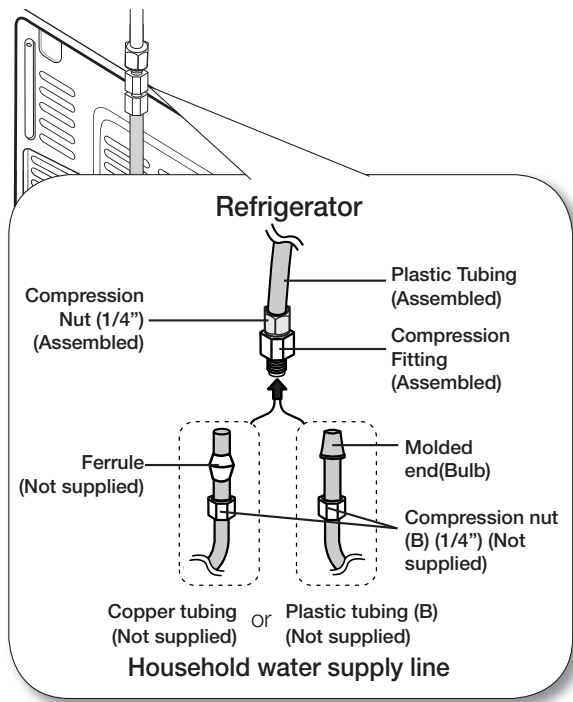 Refrigerator
Compression
Nut (1/4”)
(Assembled)
Plastic Tubing
(Assembled)
Compression
Fitting
(Assembled)
Ferrule
(Not supplied)
Molded
end(Bulb)
Compression nut
(B) (1/4”) (Not
supplied)
Copper tubing
(Not supplied)
or
Plastic tubing (B)
(Not supplied)
Household water supply line